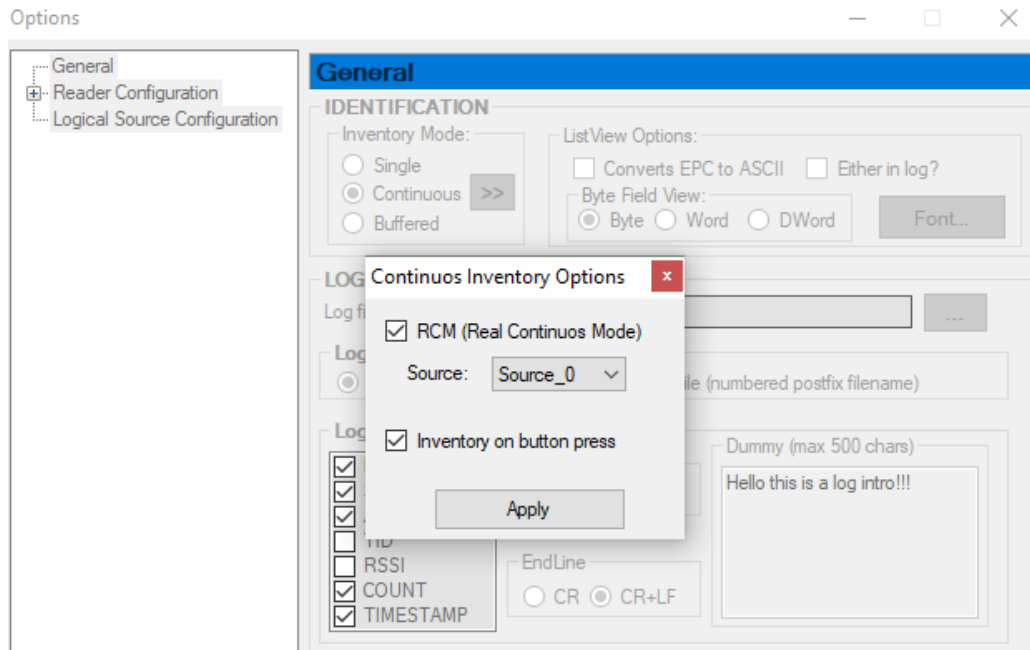 Options
General
Reader Configuration
Logical Source Configuration
General
IDENTIFICATION
Inventory Mode:
Single
Continuous >>
Buffered
ListView Options:
Converts EPC to ASCII Either in log?
Byte Field View:
Byte Word DWord
Font...
LOG
Log
...
Log
(numbered postfix filename)
Continuos Inventory Options x
RCM (Real Continuos Mode)
Source: Source_0
Inventory on button press
Apply
Log
TID
RSSI
COUNT
TIMESTAMP
EndLine
CR CR+LF
Dummy (max 500 chars)
Hello this is a log intro!!!